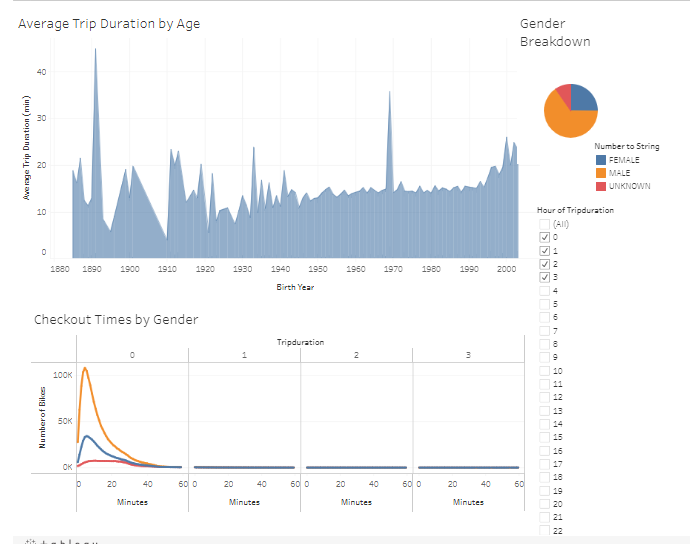 Average Trip Duration by Age
Average Trip Duration (min)
40
30
20
10
0
1880 1890 1900 1910 1920 1930 1940 1950 1960 1970 1980 1990 2000
Birth Year
Gender
Breakdown
Number to String
FEMALE
MALE
UNKNOWN
Hour of Tripduration
(All)
0
1
2
3
4
5
6
7
8
9
10
11
12
13
14
15
16
17
18
19
20
21
22
Checkout Times by Gender
Tripduration
0 1 2 3
Number of Bikes
100K
50K
0K
0 20 40 60 0 20 40 60 0 20 40 60 0 20 40 60
Minutes Minutes Minutes Minutes